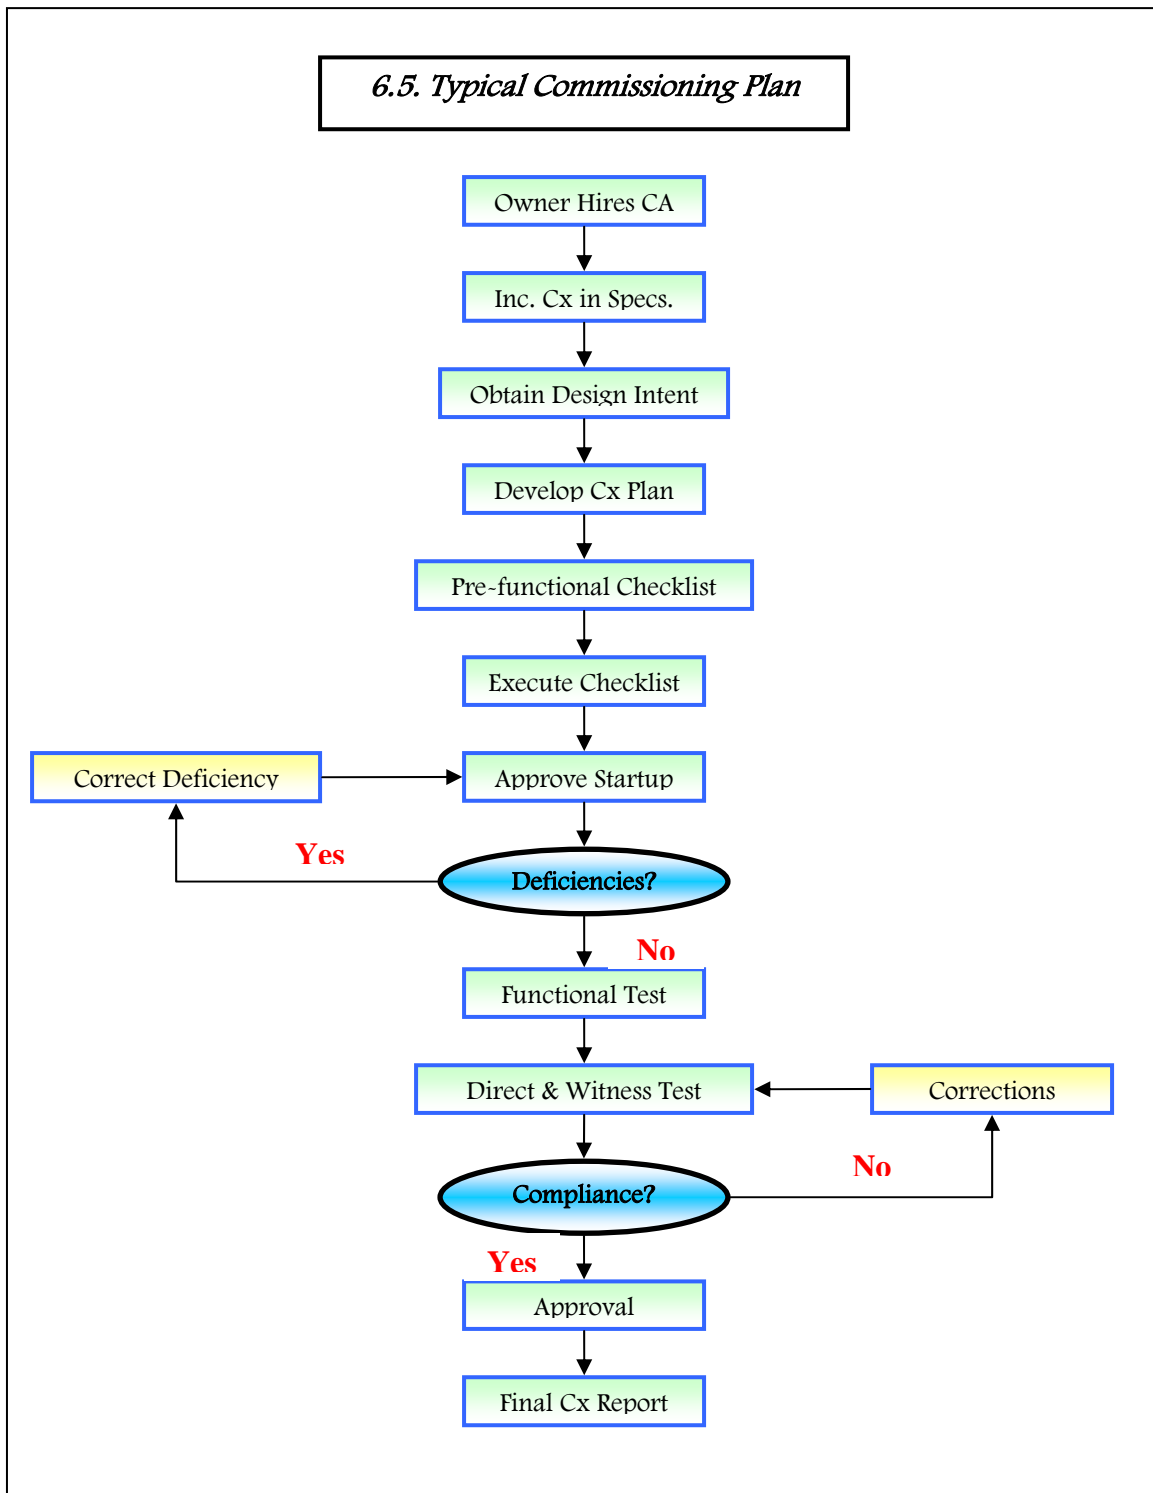 6.5. Typical Commissioning Plan
Owner Hires CA
Inc. Cx in Specs.
Obtain Design Intent
Develop Cx Plan
Pre-functional Checklist
Execute Checklist
Correct Deficiency
Approve Startup
Yes
Deficiencies?
No
Functional Test
Direct & Witness Test
Corrections
No
Compliance?
Yes
Approval
Final Cx Report